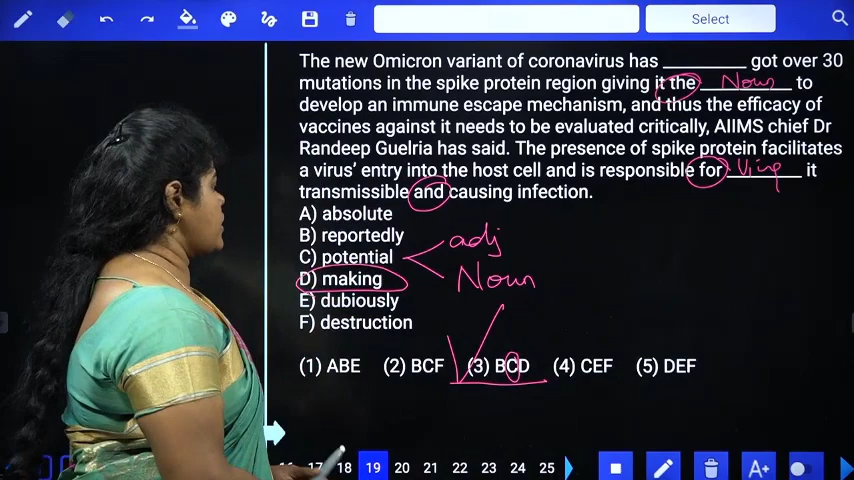 Select
The new Omicron variant of coronavirus has _________ got over 30
mutations in the spike protein region giving it the _________ to
Noun
develop an immune escape mechanism, and thus the efficacy of
vaccines against it needs to be evaluated critically, AIIMS chief Dr
Randeep Guelria has said. The presence of spike protein facilitates
a virus' entry into the host cell and is responsible for ________ it
Ving
transmissible and causing infection.
A) absolute
B) reportedly
adj
C) potential
D) making
Noun
E) dubiously
F) destruction
(1) ABE (2) BCF (3) BCD (4) CEF (5) DEF
17 18 19 20 21 22 23 24 25
A+